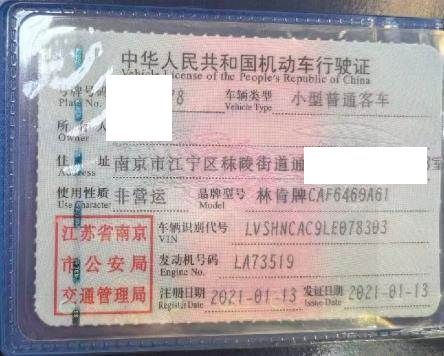 中华人民共和国机动车行驶证
Vehicle License of the People's Republic of China
号牌号码 78 车辆类型 小型普通客车
Plate No. Vehicle Type
所 人
Owner
住 址 南京市江宁区秣陵街道通
Address
使用性质 非营运 品牌型号 林肯牌CAF6469A61
Use Character Model
江苏省南京
市公安局
交通管理局
车辆识别代号 LVSHNCAC9LE078303
VIN
发动机号码 LA73519
Engine No.
注册日期 2021-01-13 发证日期 2021-01-13
Register Date Issue Date